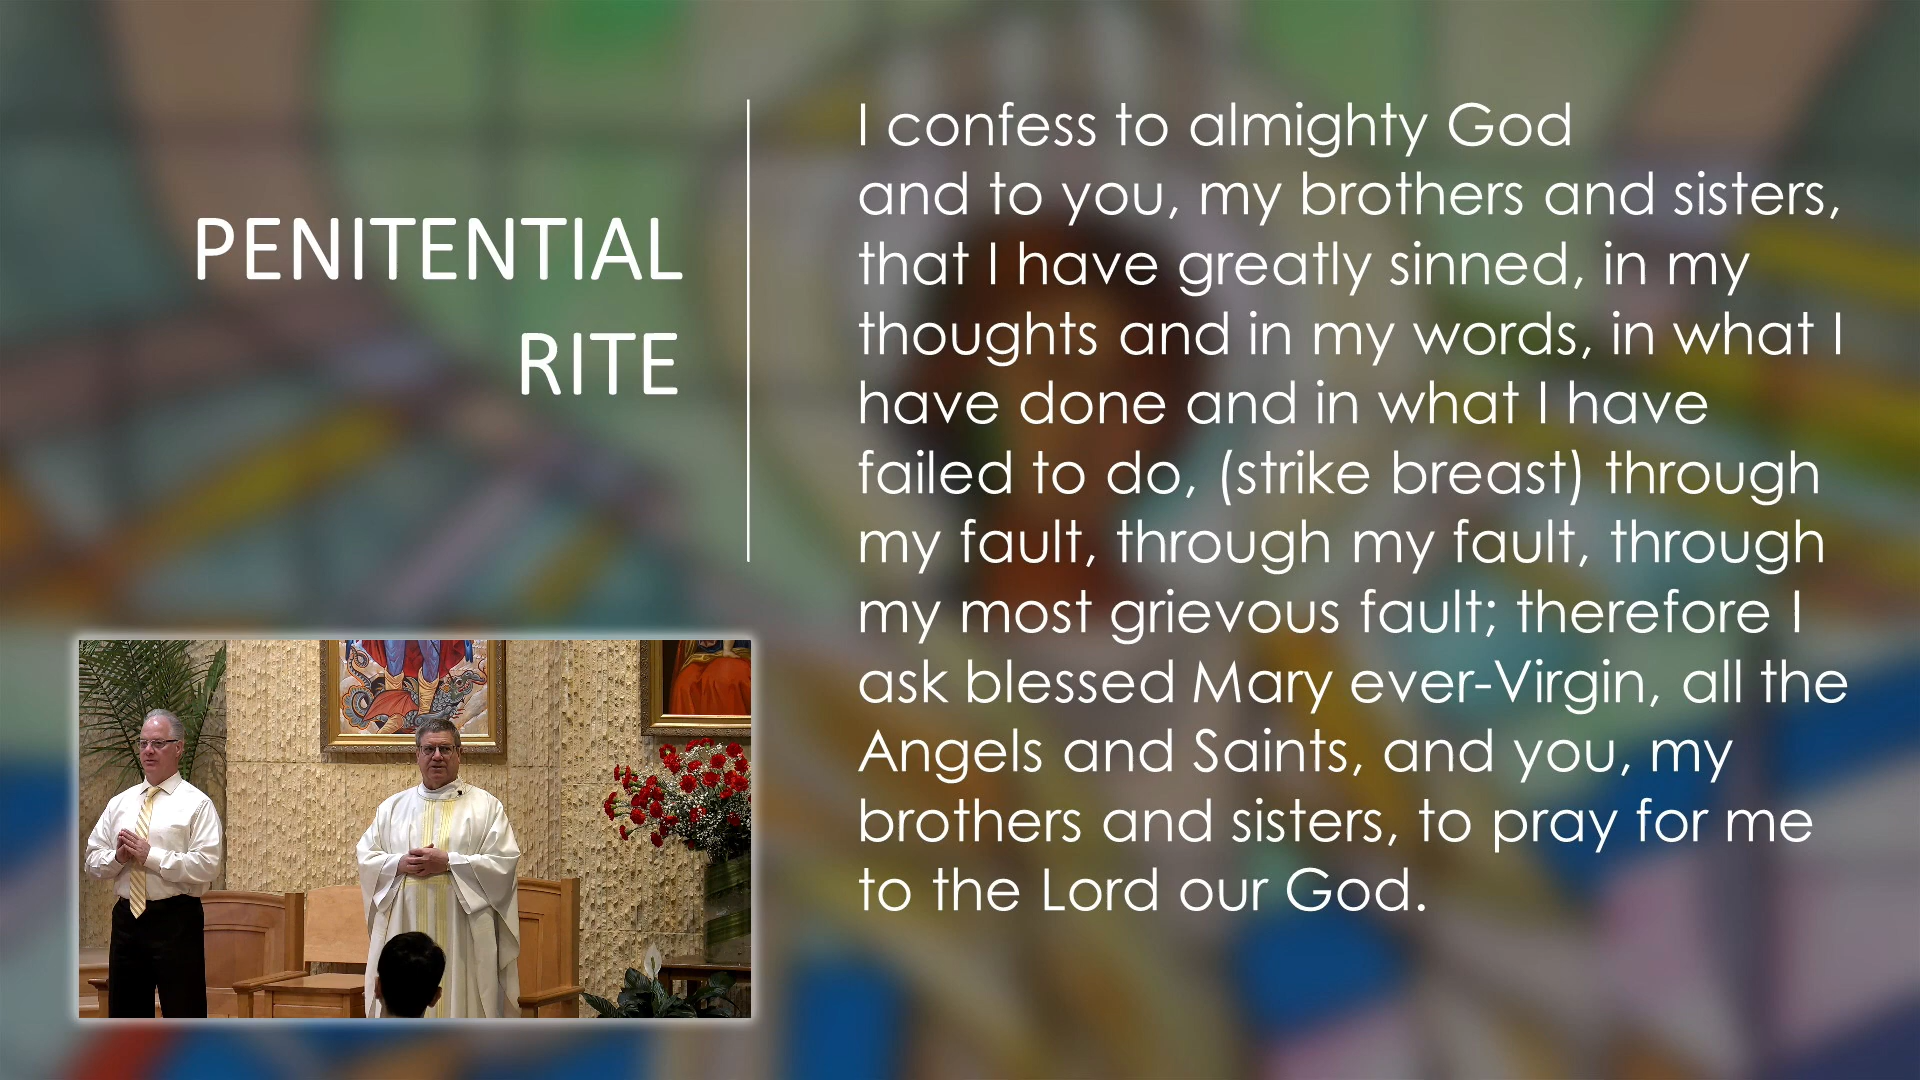 PENITENTIAL
RITE
I confess to almighty God
and to you, my brothers and sisters,
that I have greatly sinned, in my
thoughts and in my words, in what I
have done and in what I have
failed to do, (strike breast) through
my fault, through my fault, through
my most grievous fault; therefore I
ask blessed Mary ever-Virgin, all the
Angels and Saints, and you, my
brothers and sisters, to pray for me
to the Lord our God.